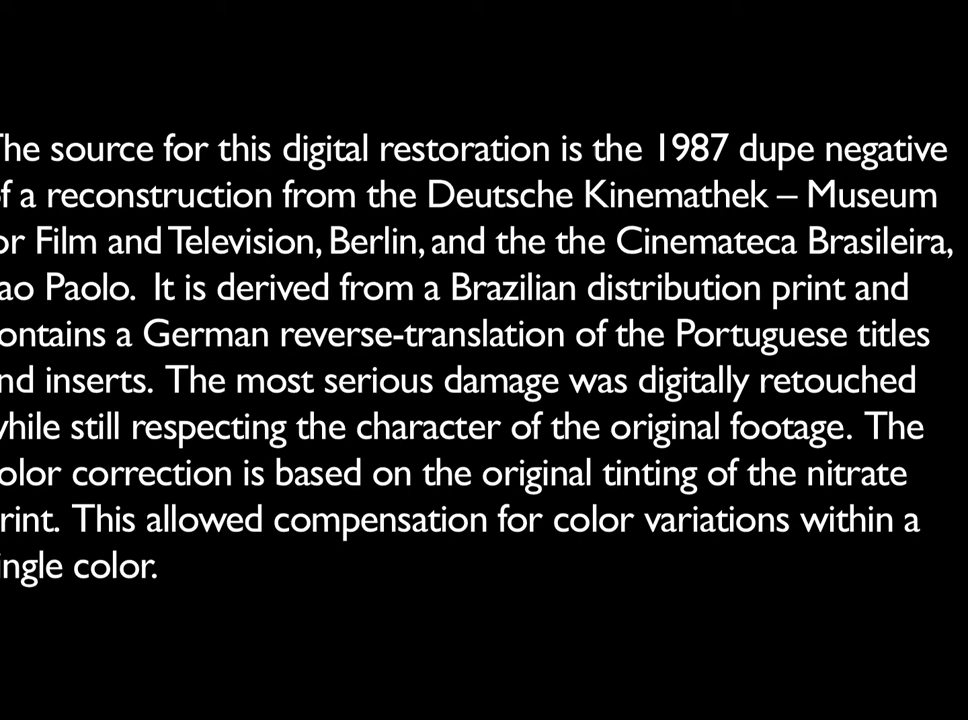 The source for this digital restoration is the 1987 dupe negative
of a reconstruction from the Deutsche Kinemathek – Museum
or Film and Television, Berlin, and the the Cinemateca Brasileira,
ao Paolo. It is derived from a Brazilian distribution print and
ontains a German reverse-translation of the Portuguese titles
nd inserts. The most serious damage was digitally retouched
while still respecting the character of the original footage. The
olor correction is based on the original tinting of the nitrate
rint. This allowed compensation for color variations within a
ingle color.